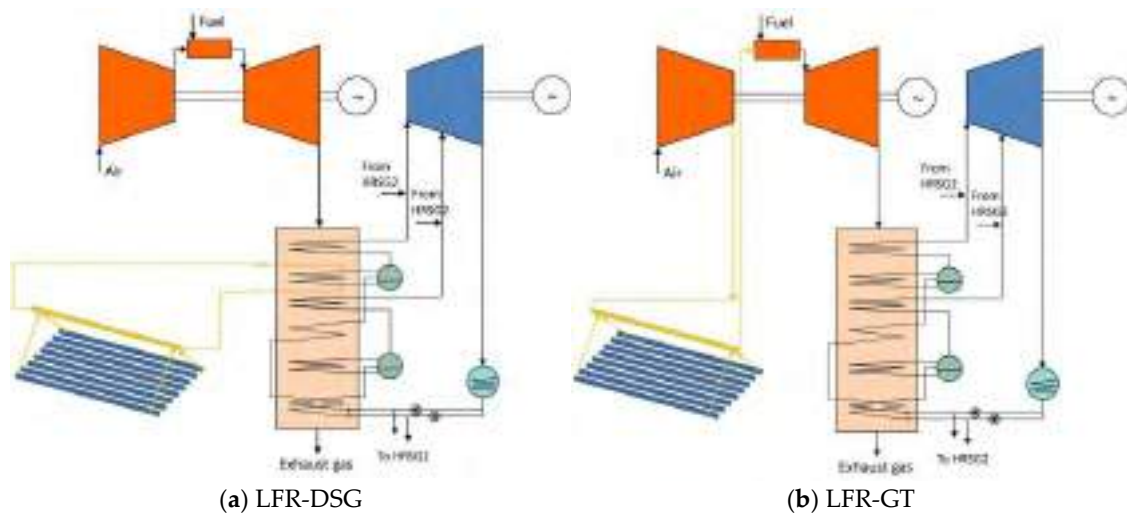 Fuel
~
~
Air
From
HRSG2
From
HRSG2
Exhaust gas
To HRSG2
(a) LFR-DSG
Fuel
~
~
Air
From
HRSG2
From
HRSG2
Exhaust gas
To HRSG2
(b) LFR-GT